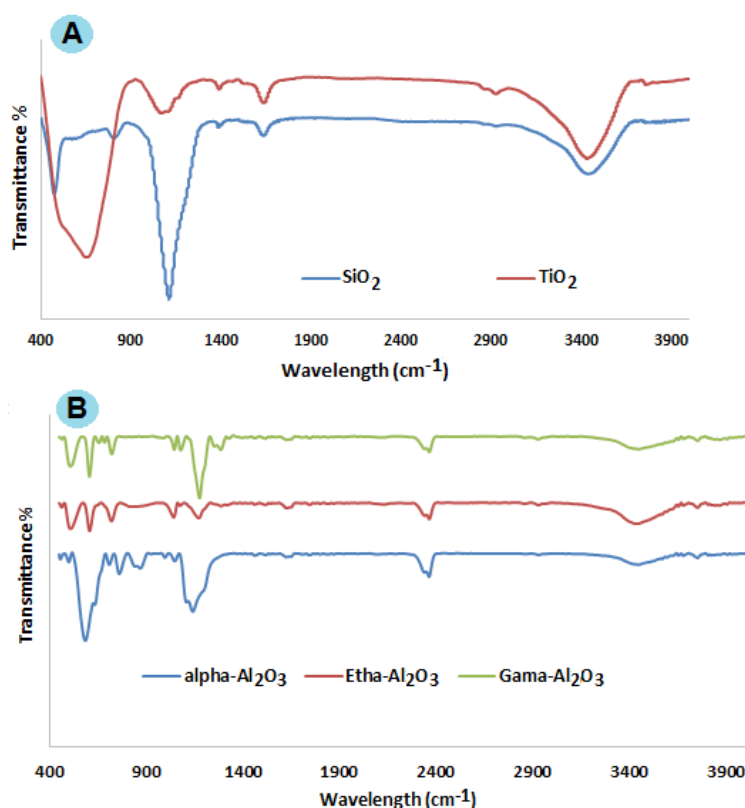 A
Transmittance %
SiO2
TiO2
400 900 1400 1900 2400 2900 3400 3900
Wavelength (cm-1)
B
Transmittance%
alpha-Al2O3 Etha-Al2O3 Gama-Al2O3
400 900 1400 2400 2900 3400 3900
Wavelength (cm-1)